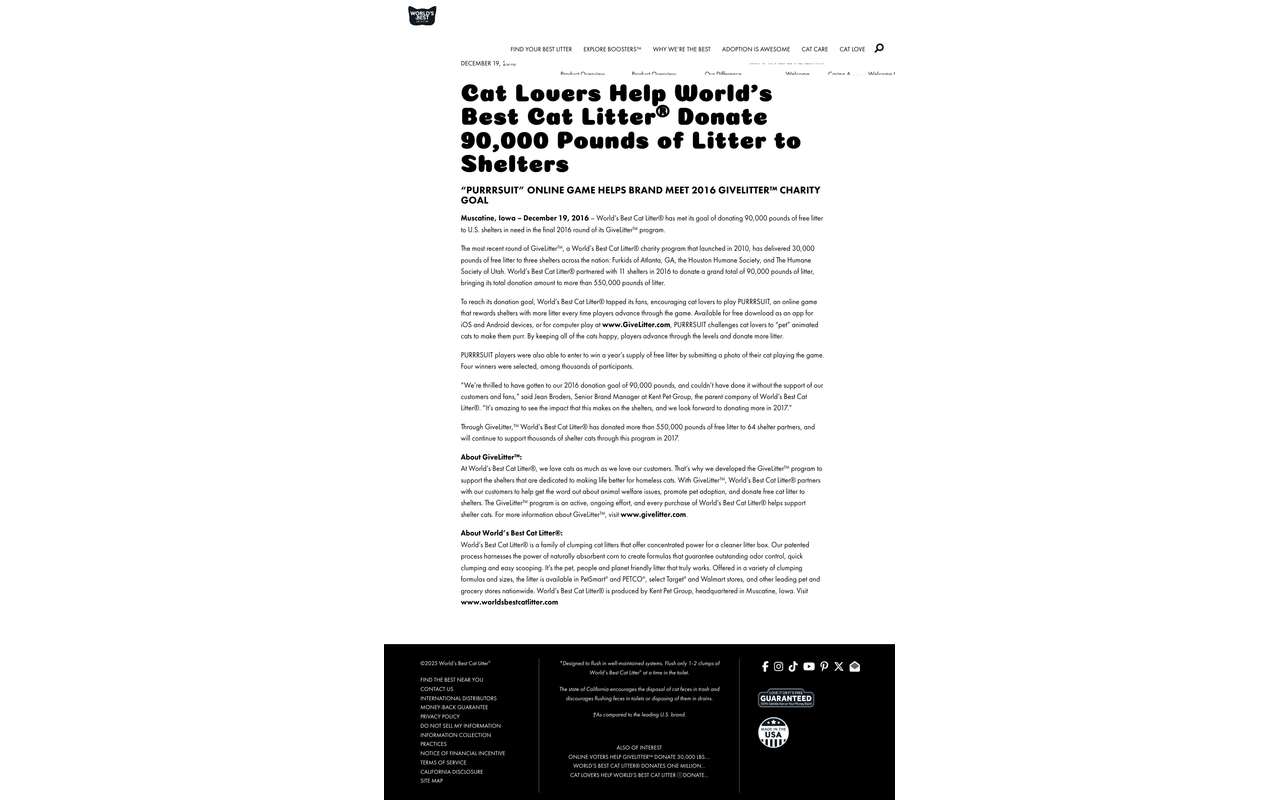 WORLD'S
BEST
FIND YOUR BEST LITTER EXPLORE BOOSTERS™ WHY WE'RE THE BEST ADOPTION IS AWESOME CAT CARE CAT LOVE
DECEMBER 19, 2016
Product Overview Product Overview Our Difference Welcome
Cat Lovers Help World's
Best Cat Litter® Donate
90,000 Pounds of Litter to
Shelters
"PURRRSUIT" ONLINE GAME HELPS BRAND MEET 2016 GIVELITTER™ CHARITY
GOAL
Muscatine, Iowa – December 19, 2016 – World's Best Cat Litter® has met its goal of donating 90,000 pounds of free litter
to U.S. shelters in need in the final 2016 round of its GiveLitter™ program.
The most recent round of GiveLitter™, a World's Best Cat Litter® charity program that launched in 2010, has delivered 30,000
pounds of free litter to three shelters across the nation: Furkids of Atlanta, GA, the Houston Humane Society, and The Humane
Society of Utah. World's Best Cat Litter® partnered with 11 shelters in 2016 to donate a grand total of 90,000 pounds of litter,
bringing its total donation amount to more than 550,000 pounds of litter.
To reach its donation goal, World's Best Cat Litter® tapped its fans, encouraging cat lovers to play PURRRSUIT, an online game
that rewards shelters with more litter every time players advance through the game. Available for free download as an app for
iOS and Android devices, or for computer play at www.GiveLitter.com, PURRRSUIT challenges cat lovers to "pet" animated
cats to make them purr. By keeping all of the cats happy, players advance through the levels and donate more litter.
PURRRSUIT players were also able to enter to win a year's supply of free litter by submitting a photo of their cat playing the game.
Four winners were selected, among thousands of participants.
"We're thrilled to have gotten to our 2016 donation goal of 90,000 pounds, and couldn't have done it without the support of our
customers and fans," said Jean Broders, Senior Brand Manager at Kent Pet Group, the parent company of World's Best Cat
Litter®. "It's amazing to see the impact that this makes on the shelters, and we look forward to donating more in 2017."
Through GiveLitter,™ World's Best Cat Litter® has donated more than 550,000 pounds of free litter to 64 shelter partners, and
will continue to support thousands of shelter cats through this program in 2017.
About GiveLitter™:
At World's Best Cat Litter®, we love cats as much as we love our customers. That's why we developed the GiveLitter™ program to
support the shelters that are dedicated to making life better for homeless cats. With GiveLitter™, World's Best Cat Litter® partners
with our customers to help get the word out about animal welfare issues, promote pet adoption, and donate free cat litter to
shelters. The GiveLitter™ program is an active, ongoing effort, and every purchase of World's Best Cat Litter® helps support
shelter cats. For more information about GiveLitter™, visit www.givelitter.com.
About World's Best Cat Litter®:
World's Best Cat Litter® is a family of clumping cat litters that offer concentrated power for a cleaner litter box. Our patented
process harnesses the power of naturally absorbent corn to create formulas that guarantee outstanding odor control, quick
clumping and easy scooping. It's the pet, people and planet friendly litter that truly works. Offered in a variety of clumping
formulas and sizes, the litter is available in PetSmart® and PETCO®, select Target® and Walmart stores, and other leading pet and
grocery stores nationwide. World's Best Cat Litter® is produced by Kent Pet Group, headquartered in Muscatine, Iowa. Visit
www.worldsbestcatlitter.com
©2025 World's Best Cat Litter®
FIND THE BEST NEAR YOU
CONTACT US
INTERNATIONAL DISTRIBUTORS
MONEY-BACK GUARANTEE
PRIVACY POLICY
DO NOT SELL MY INFORMATION
INFORMATION COLLECTION
PRACTICES
NOTICE OF FINANCIAL INCENTIVE
TERMS OF SERVICE
CALIFORNIA DISCLOSURE
SITE MAP
*Designed to flush in well-maintained systems. Flush only 1-2 clumps of
World's Best Cat Litter® at a time in the toilet.
The state of California encourages the disposal of cat feces in trash and
discourages flushing feces in toilets or disposing of them in drains.
†As compared to the leading U.S. brand.
ALSO OF INTEREST
ONLINE VOTERS HELP GIVELITTER™ DONATE 30,000 LBS...
WORLD'S BEST CAT LITTER® DONATES ONE MILLION...
CAT LOVERS HELP WORLD'S BEST CAT LITTER ® DONATE...
LOVE IT OR IT'S FREE
GUARANTEED
MADE IN THE
USA